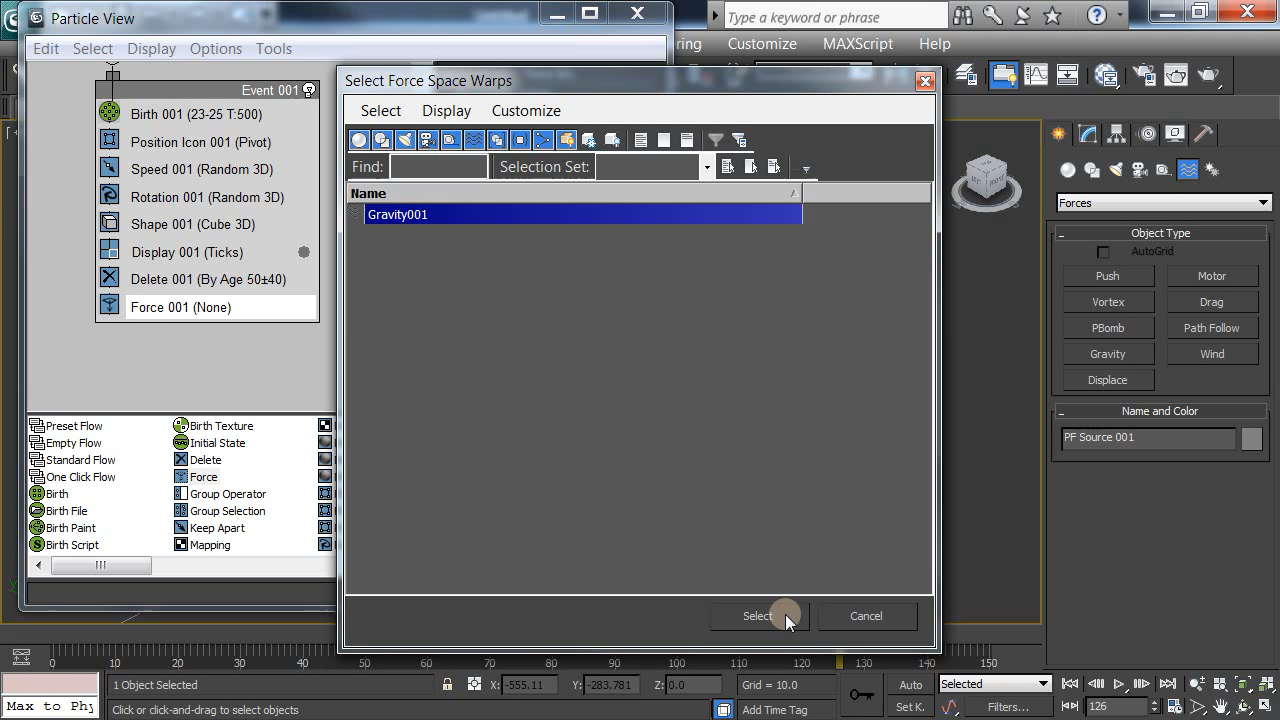 Particle View
Type a keyword or phrase
Edit Select Display Options Tools
Customize MAXScript Help
Select Force Space Warps
Event 001
Birth 001 (23-25 T:500)
Position Icon 001 (Pivot)
Speed 001 (Random 3D)
Rotation 001 (Random 3D)
Shape 001 (Cube 3D)
Display 001 (Ticks)
Delete 001 (By Age 50±40)
Force 001 (None)
Select Display Customize
Find: Selection Set:
Name
Gravity001
Preset Flow
Empty Flow
Standard Flow
One Click Flow
Birth
Birth File
Birth Paint
Birth Script
Birth Texture
Initial State
Delete
Force
Group Operator
Group Selection
Keep Apart
Mapping
Select Cancel
Forces
Object Type
AutoGrid
Push Motor
Vortex Drag
PBomb Path Follow
Gravity Wind
Displace
Name and Color
PF Source 001
0 10 20 30 40 50 60 70 80 90 100 110 120 130 140 150
1 Object Selected X: -555.11 Y: -283.781 Z: 0.0 Grid = 10.0 Auto Selected
Max to Phy Click or click-and-drag to select objects Add Time Tag Set K. Filters... 126